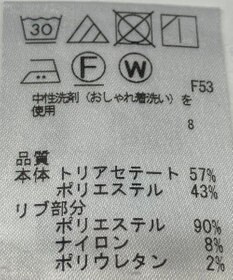 30
F W
F53
中性洗剤（おしゃれ着洗い）を
使用
8
品質
本体 トリアセテート 57%
ポリエステル 43%
リブ部分
ポリエステル 90%
ナイロン 8%
ポリウレタン 2%